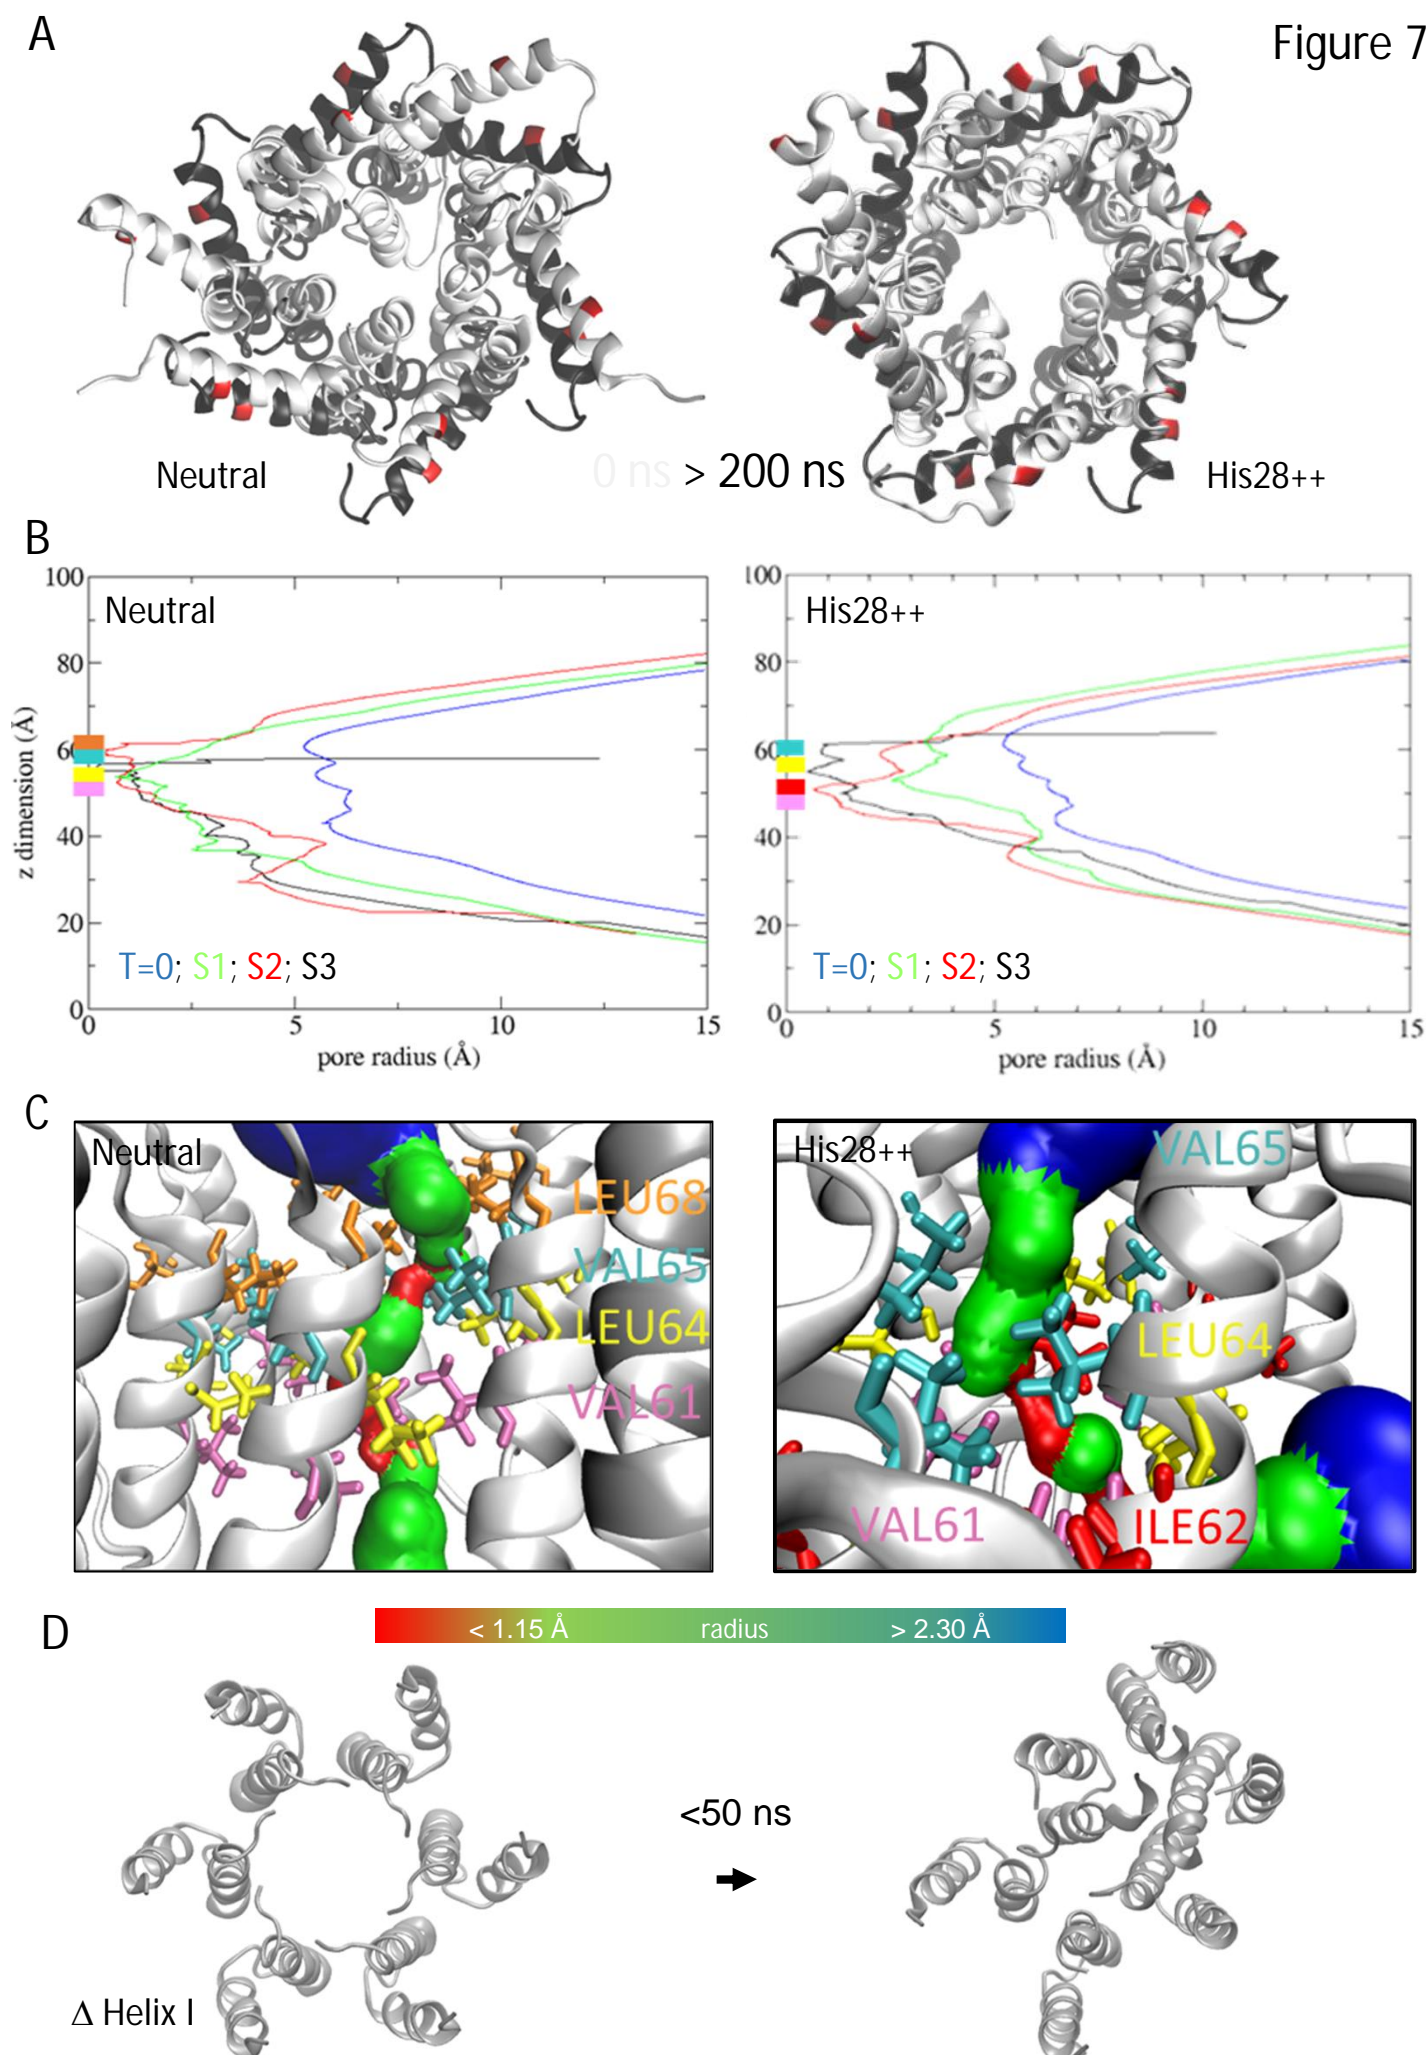 A
Figure 7
Neutral
0 ns > 200 ns
His28++
B
100
80
60
40
20
0
0
5
10
15
z dimension (Å)
pore radius (Å)
Neutral
T=0; S1; S2; S3
100
80
60
40
20
0
0
5
10
15
pore radius (Å)
His28++
T=0; S1; S2; S3
C
Neutral
LEU68
VAL65
LEU64
VAL61
His28++
VAL65
LEU64
VAL61
ILE62
< 1.15 Å radius > 2.30 Å
D
<50 ns
Δ Helix I